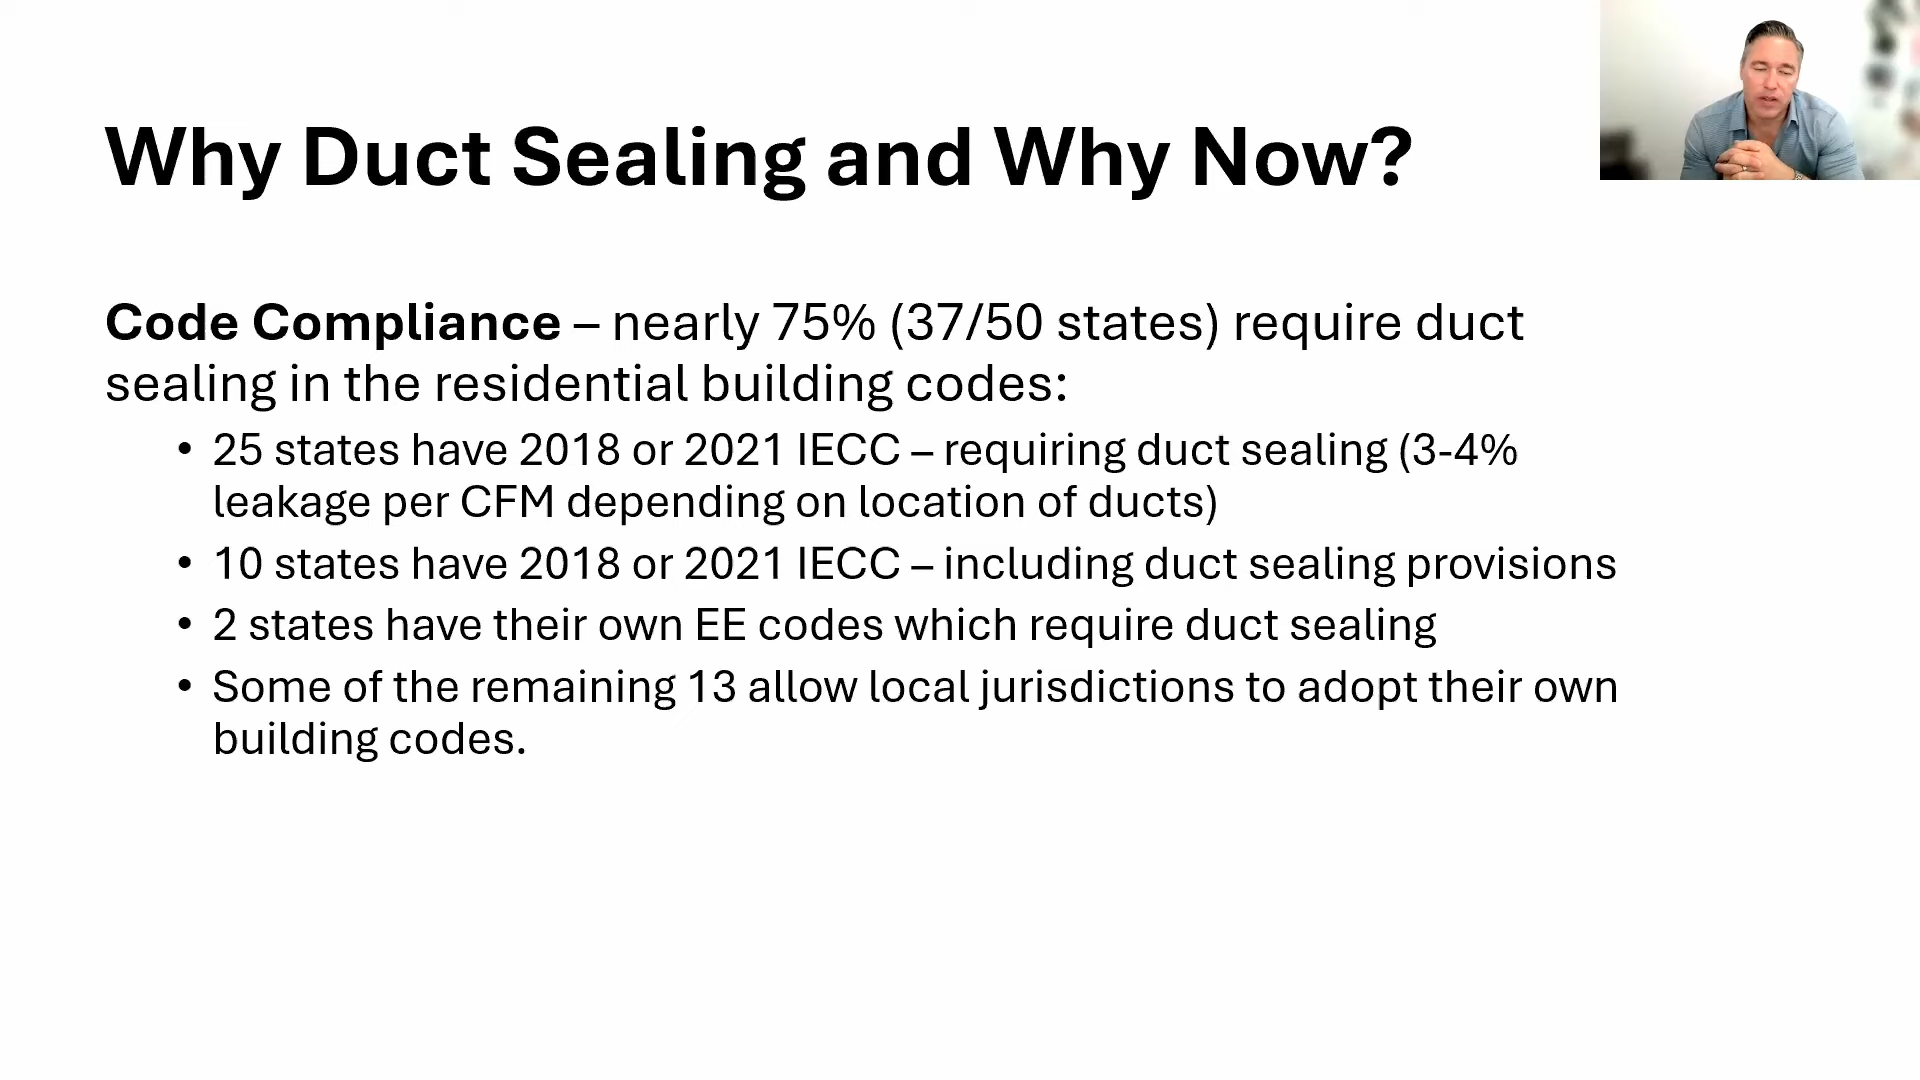 Why Duct Sealing and Why Now?
Code Compliance – nearly 75% (37/50 states) require duct
sealing in the residential building codes:
• 25 states have 2018 or 2021 IECC – requiring duct sealing (3-4%
leakage per CFM depending on location of ducts)
• 10 states have 2018 or 2021 IECC – including duct sealing provisions
• 2 states have their own EE codes which require duct sealing
• Some of the remaining 13 allow local jurisdictions to adopt their own
building codes.